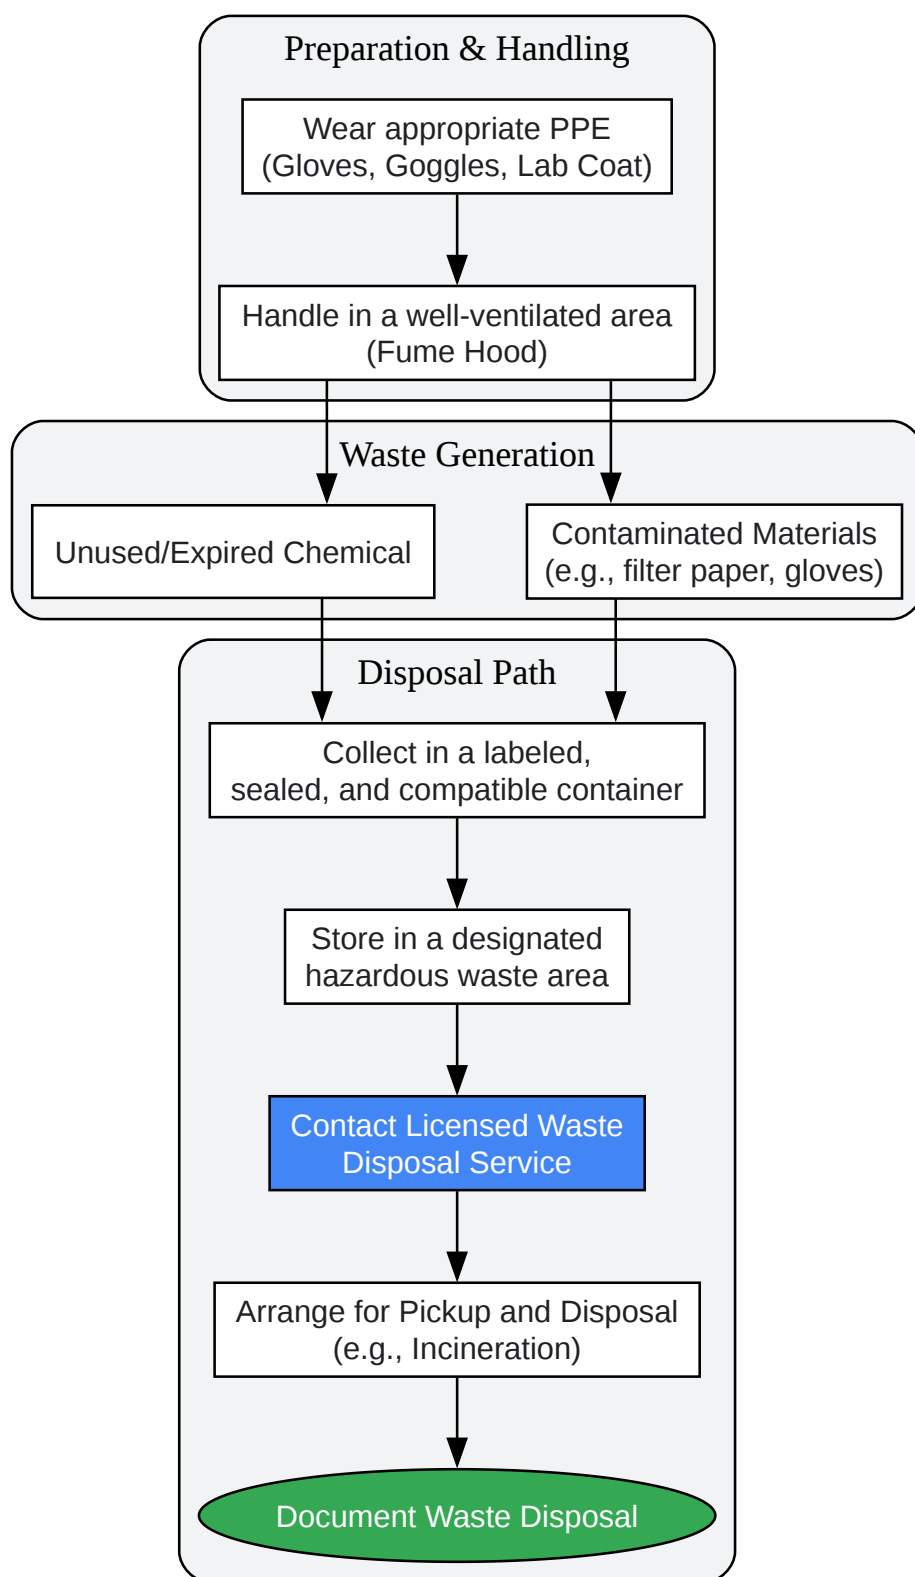 Preparation & Handling
Wear appropriate PPE
(Gloves, Goggles, Lab Coat)
Handle in a well-ventilated area
(Fume Hood)
Waste Generation
Unused/Expired Chemical
Contaminated Materials
(e.g., filter paper, gloves)
Disposal Path
Collect in a labeled,
sealed, and compatible container
Store in a designated
hazardous waste area
Contact Licensed Waste
Disposal Service
Arrange for Pickup and Disposal
(e.g., Incineration)
Document Waste Disposal